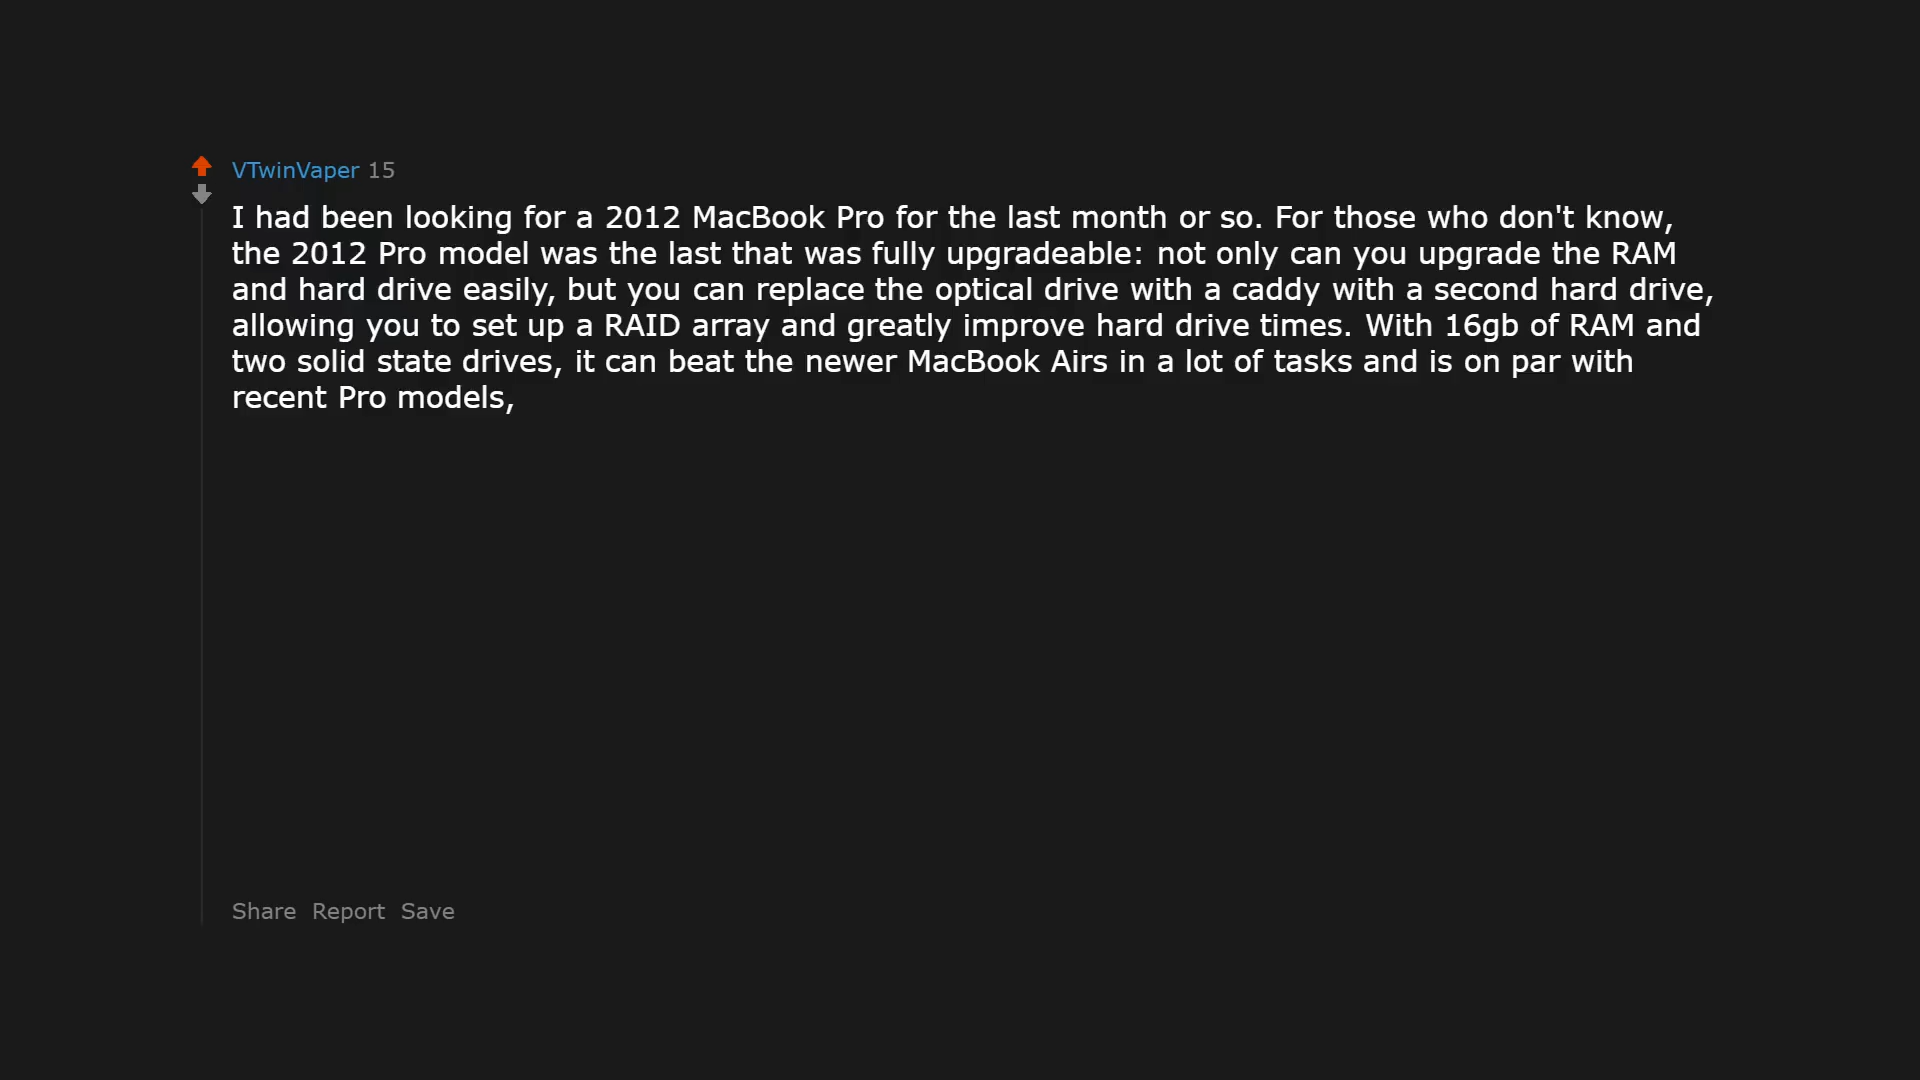 VTwinVaper 15
I had been looking for a 2012 MacBook Pro for the last month or so. For those who don't know,
the 2012 Pro model was the last that was fully upgradeable: not only can you upgrade the RAM
and hard drive easily, but you can replace the optical drive with a caddy with a second hard drive,
allowing you to set up a RAID array and greatly improve hard drive times. With 16gb of RAM and
two solid state drives, it can beat the newer MacBook Airs in a lot of tasks and is on par with
recent Pro models,
Share Report Save